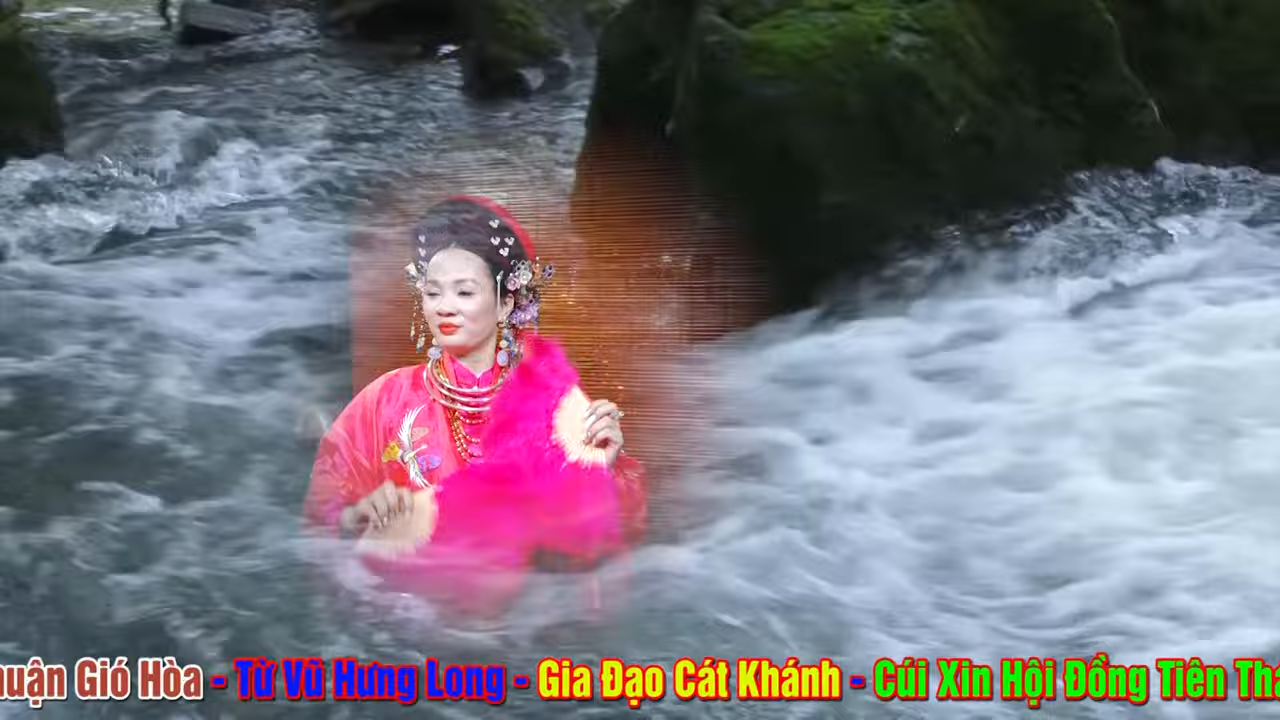 Gió Hòa - Từ Vũ Hưng Long - Gia Đạo Cát Khánh - Cúi Xin Hội Đồng Tiên